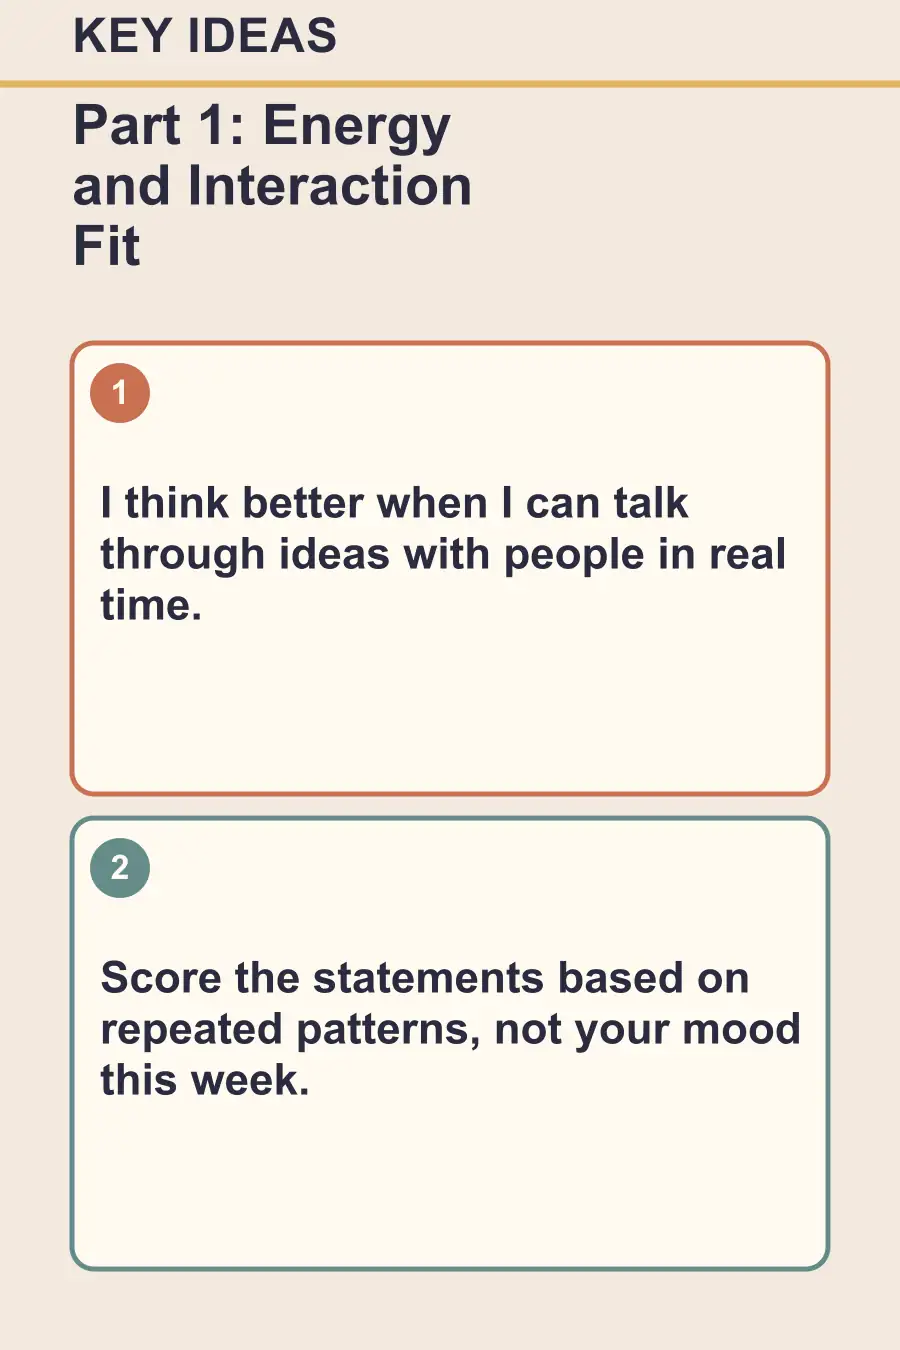 KEY IDEAS
Part 1: Energy
and Interaction
Fit
1
I think better when I can talk
through ideas with people in real
time.
2
Score the statements based on
repeated patterns, not your mood
this week.